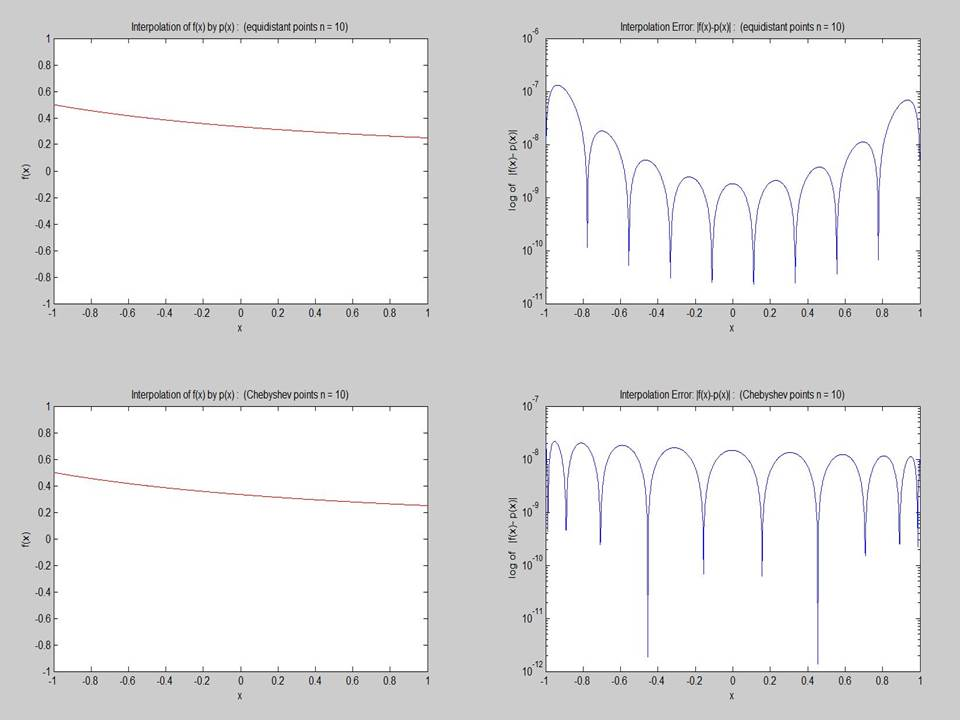 Interpolation of f(x) by p(x) : (equidistant points n = 10)
1
0.8
0.6
0.4
0.2
0
-0.2
-0.4
-0.6
-0.8
-1
f(x)
-1 -0.8 -0.6 -0.4 -0.2 0 0.2 0.4 0.6 0.8 1
x
Interpolation Error: |f(x)-p(x)| : (equidistant points n = 10)
10^-6
10^-7
10^-8
10^-9
10^-10
10^-11
log of |f(x)- p(x)|
-1 -0.8 -0.6 -0.4 -0.2 0 0.2 0.4 0.6 0.8 1
x
Interpolation of f(x) by p(x) : (Chebyshev points n = 10)
1
0.8
0.6
0.4
0.2
0
-0.2
-0.4
-0.6
-0.8
-1
f(x)
-1 -0.8 -0.6 -0.4 -0.2 0 0.2 0.4 0.6 0.8 1
x
Interpolation Error: |f(x)-p(x)| : (Chebyshev points n = 10)
10^-7
10^-8
10^-9
10^-10
10^-11
10^-12
log of |f(x)- p(x)|
-1 -0.8 -0.6 -0.4 -0.2 0 0.2 0.4 0.6 0.8 1
x